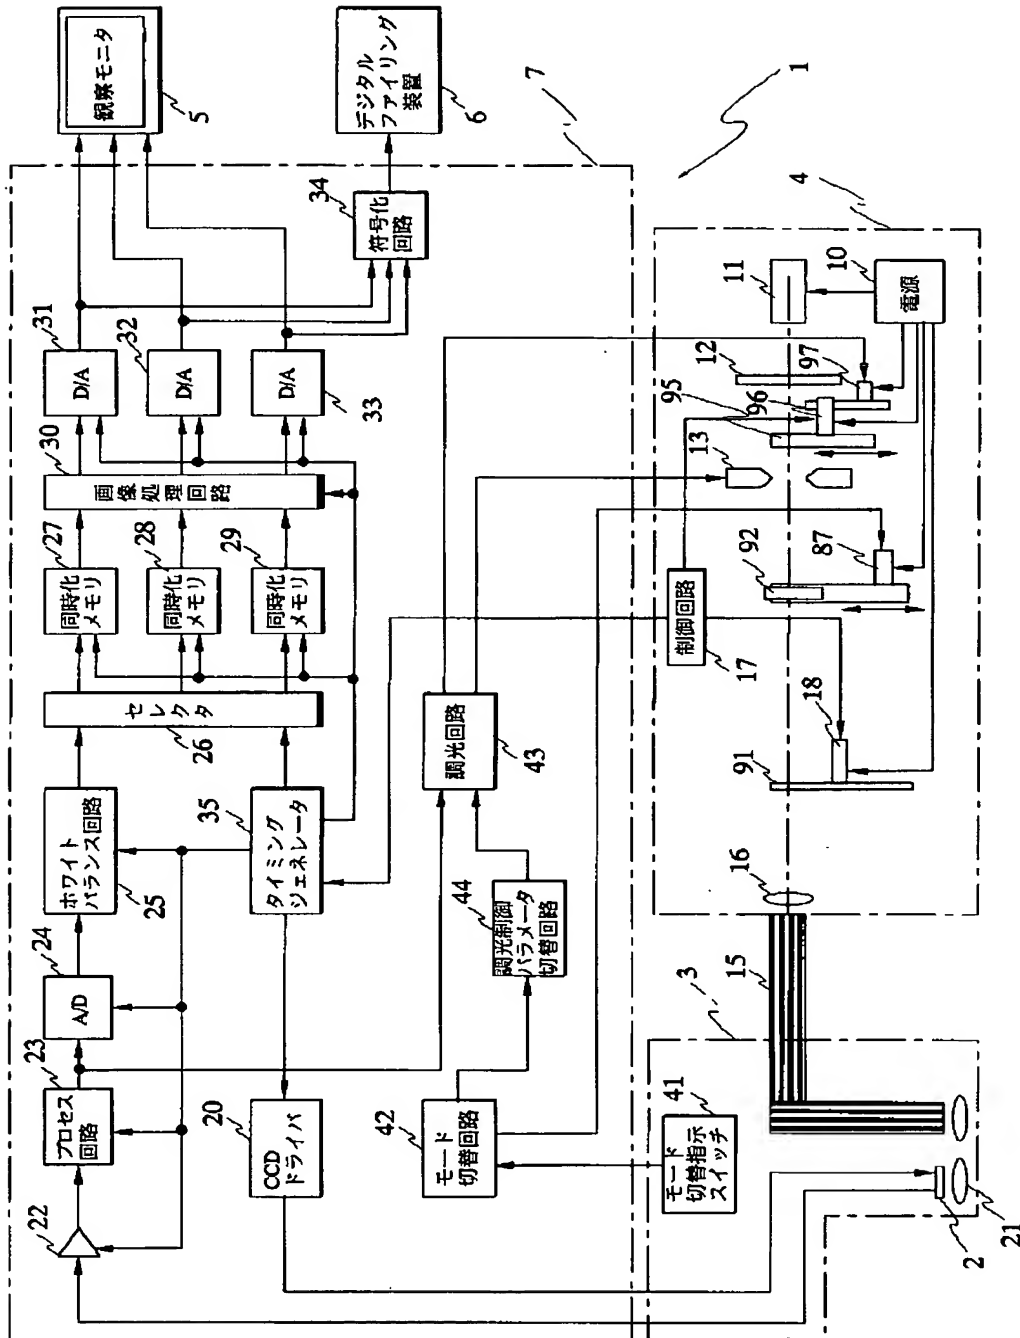 観察モニタ
5
デジタル
ファイリング
装置
6
7
1
符号化
回路
34
D/A
31
D/A
32
D/A
33
画像処理回路
30
同時化
メモリ
27
同時化
メモリ
28
同時化
メモリ
29
セレクタ
26
ホワイト
バランス回路
25
タイミング
ジェネレータ
35
A/D
24
プロセス
回路
23
22
CCD
ドライバ
20
調光回路
43
調光制御
パラメータ
切替回路
44
モード
切替回路
42
モード
切替指示
スイッチ
41
3
2
21
15
16
4
電源
10
11
12
97
96
95
13
92
87
制御回路
17
18
91